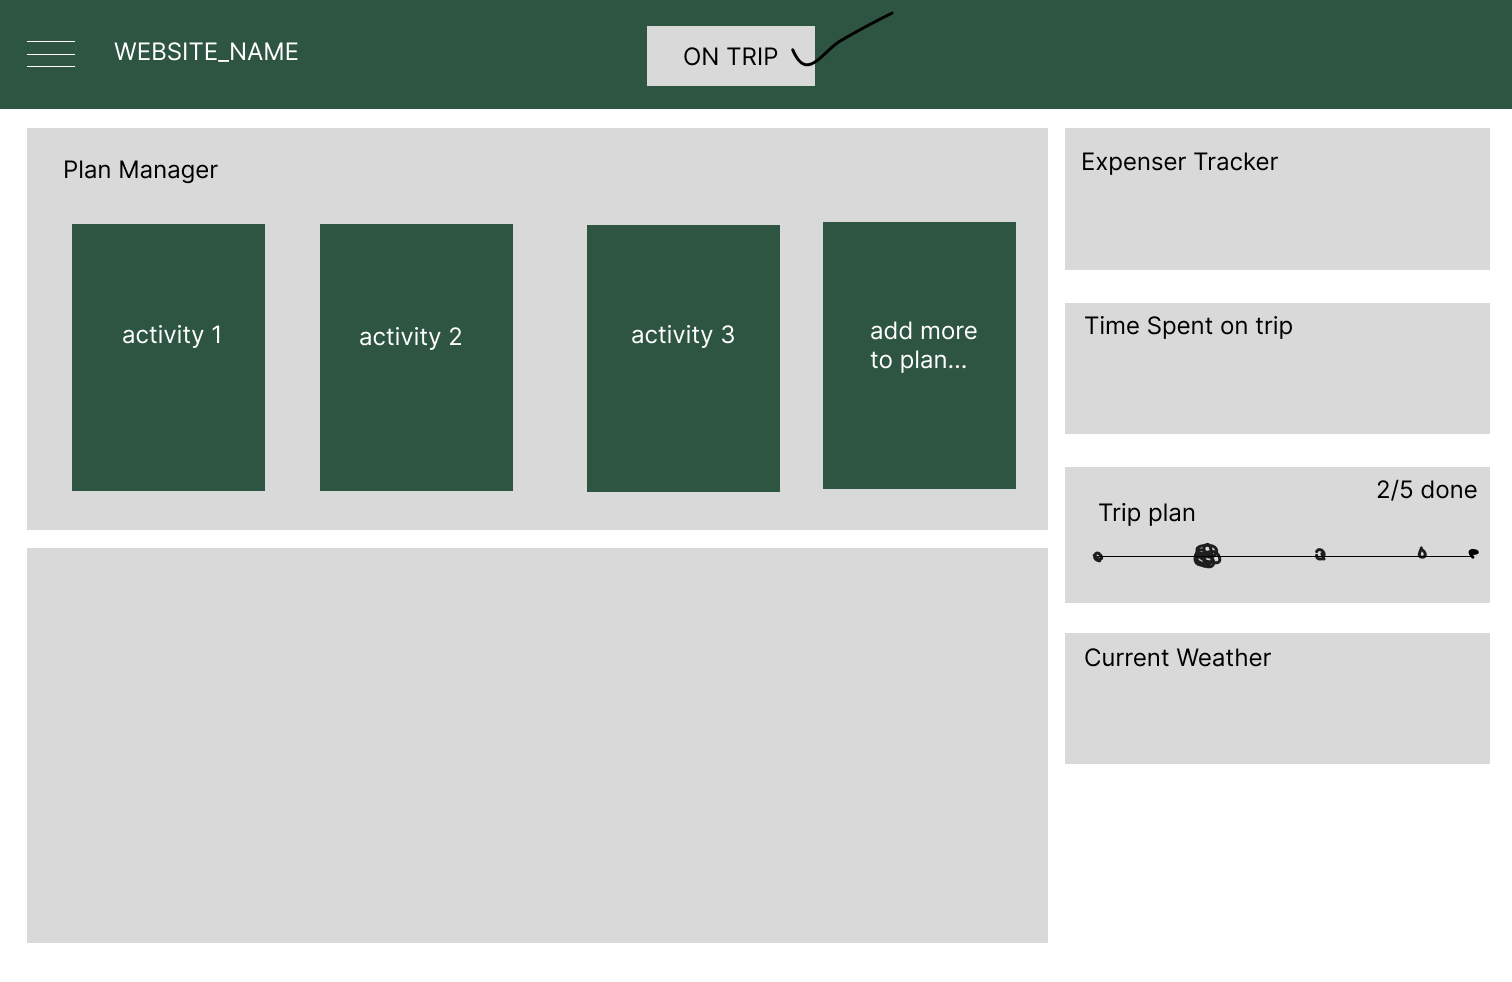 WEBSITE_NAME
ON TRIP
Plan Manager
activity 1
activity 2
activity 3
add more
to plan...
Expenser Tracker
Time Spent on trip
2/5 done
Trip plan
Current Weather